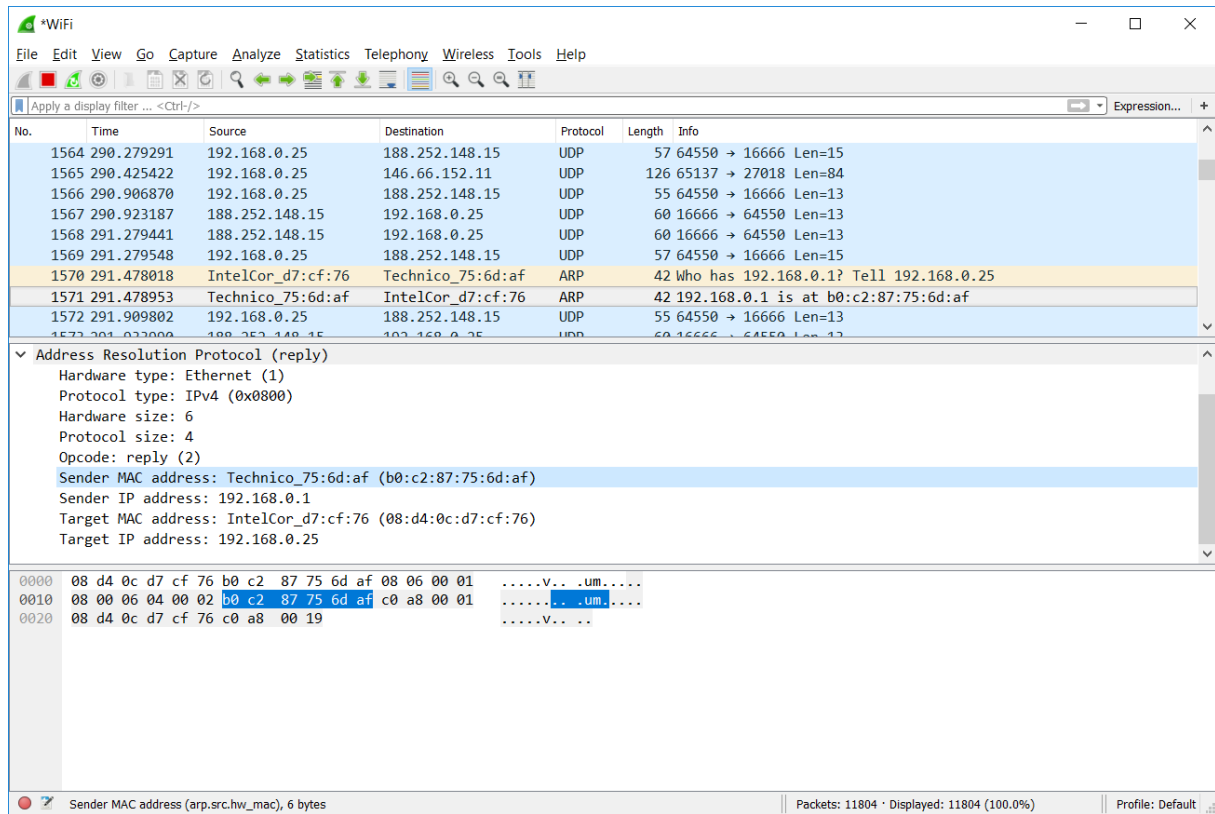 *WiFi
File Edit View Go Capture Analyze Statistics Telephony Wireless Tools Help
Apply a display filter ... <Ctrl-/> Expression... +
No. Time Source Destination Protocol Length Info
1564 290.279291 192.168.0.25 188.252.148.15 UDP 57 64550 → 16666 Len=15
1565 290.425422 192.168.0.25 146.66.152.11 UDP 126 65137 → 27018 Len=84
1566 290.906870 192.168.0.25 188.252.148.15 UDP 55 64550 → 16666 Len=13
1567 290.923187 188.252.148.15 192.168.0.25 UDP 60 16666 → 64550 Len=13
1568 291.279441 188.252.148.15 192.168.0.25 UDP 60 16666 → 64550 Len=13
1569 291.279548 192.168.0.25 188.252.148.15 UDP 57 64550 → 16666 Len=15
1570 291.478018 IntelCor_d7:cf:76 Technico_75:6d:af ARP 42 Who has 192.168.0.1? Tell 192.168.0.25
1571 291.478953 Technico_75:6d:af IntelCor_d7:cf:76 ARP 42 192.168.0.1 is at b0:c2:87:75:6d:af
1572 291.909802 192.168.0.25 188.252.148.15 UDP 55 64550 → 16666 Len=13
Address Resolution Protocol (reply)
Hardware type: Ethernet (1)
Protocol type: IPv4 (0x0800)
Hardware size: 6
Protocol size: 4
Opcode: reply (2)
Sender MAC address: Technico_75:6d:af (b0:c2:87:75:6d:af)
Sender IP address: 192.168.0.1
Target MAC address: IntelCor_d7:cf:76 (08:d4:0c:d7:cf:76)
Target IP address: 192.168.0.25
0000 08 d4 0c d7 cf 76 b0 c2 87 75 6d af 08 06 00 01 .....v.. .um.....
0010 08 00 06 04 00 02 b0 c2 87 75 6d af c0 a8 00 01 ........ .um.....
0020 08 d4 0c d7 cf 76 c0 a8 00 19 .....v.. ..
Sender MAC address (arp.src.hw_mac), 6 bytes Packets: 11804 · Displayed: 11804 (100.0%) Profile: Default